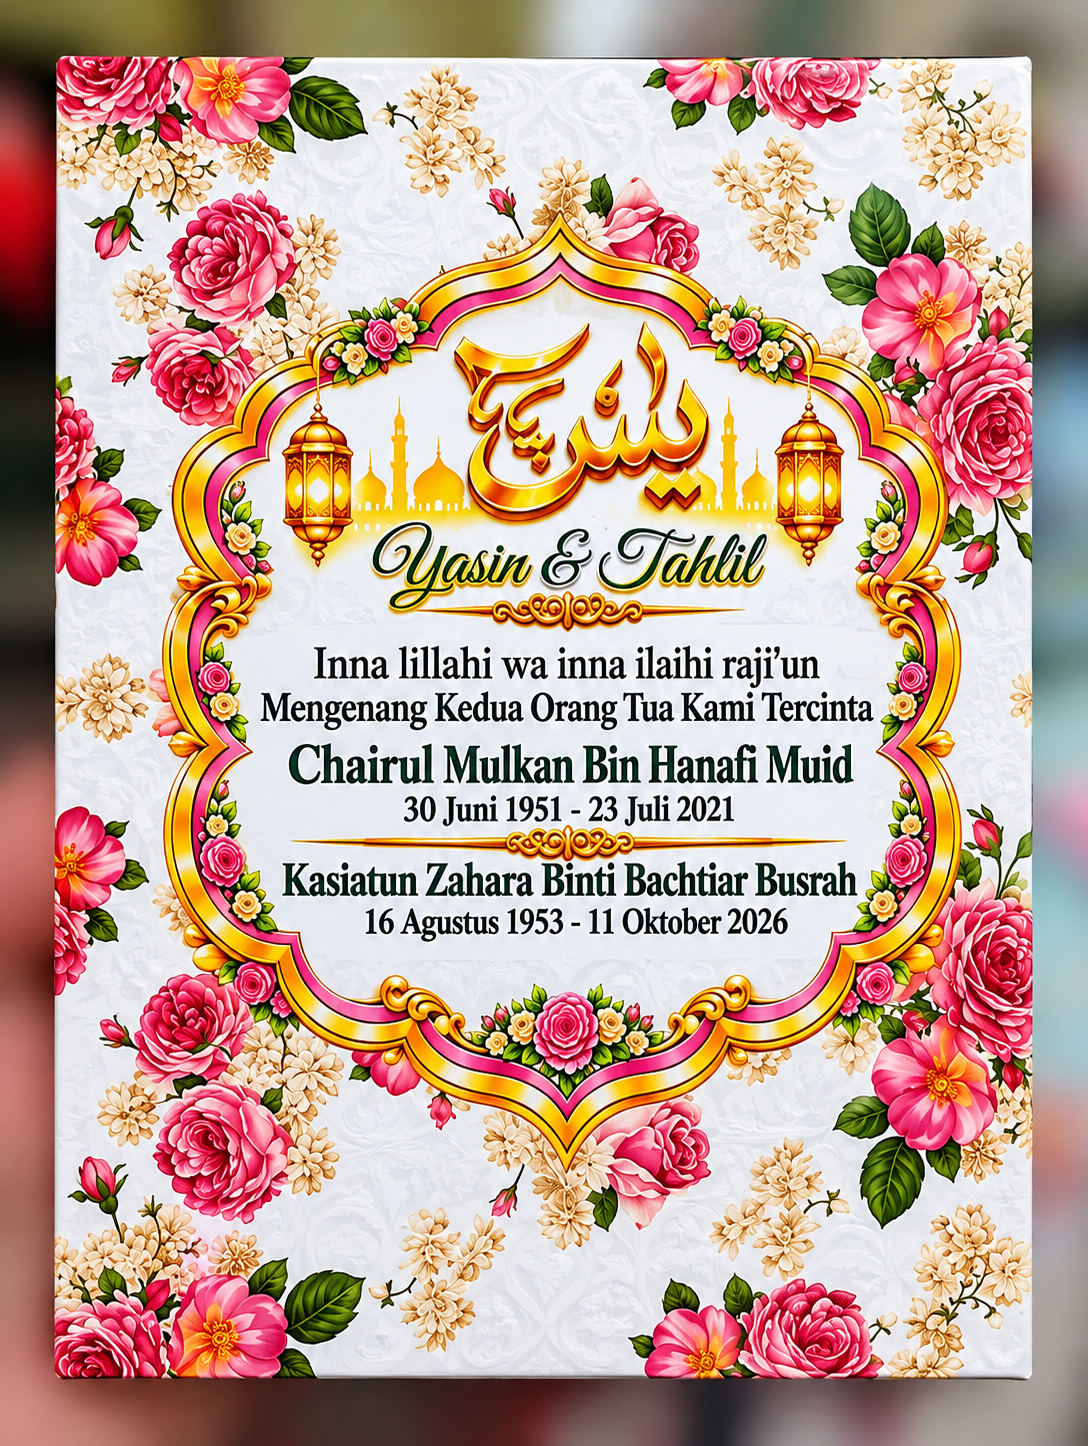 يس
Yasin & Tahlil
Inna lillahi wa inna ilaihi raji'un
Mengenang Kedua Orang Tua Kami Tercinta
Chairul Mulkan Bin Hanafi Muid
30 Juni 1951 - 23 Juli 2021
Kasiatun Zahara Binti Bachtiar Busrah
16 Agustus 1953 - 11 Oktober 2026